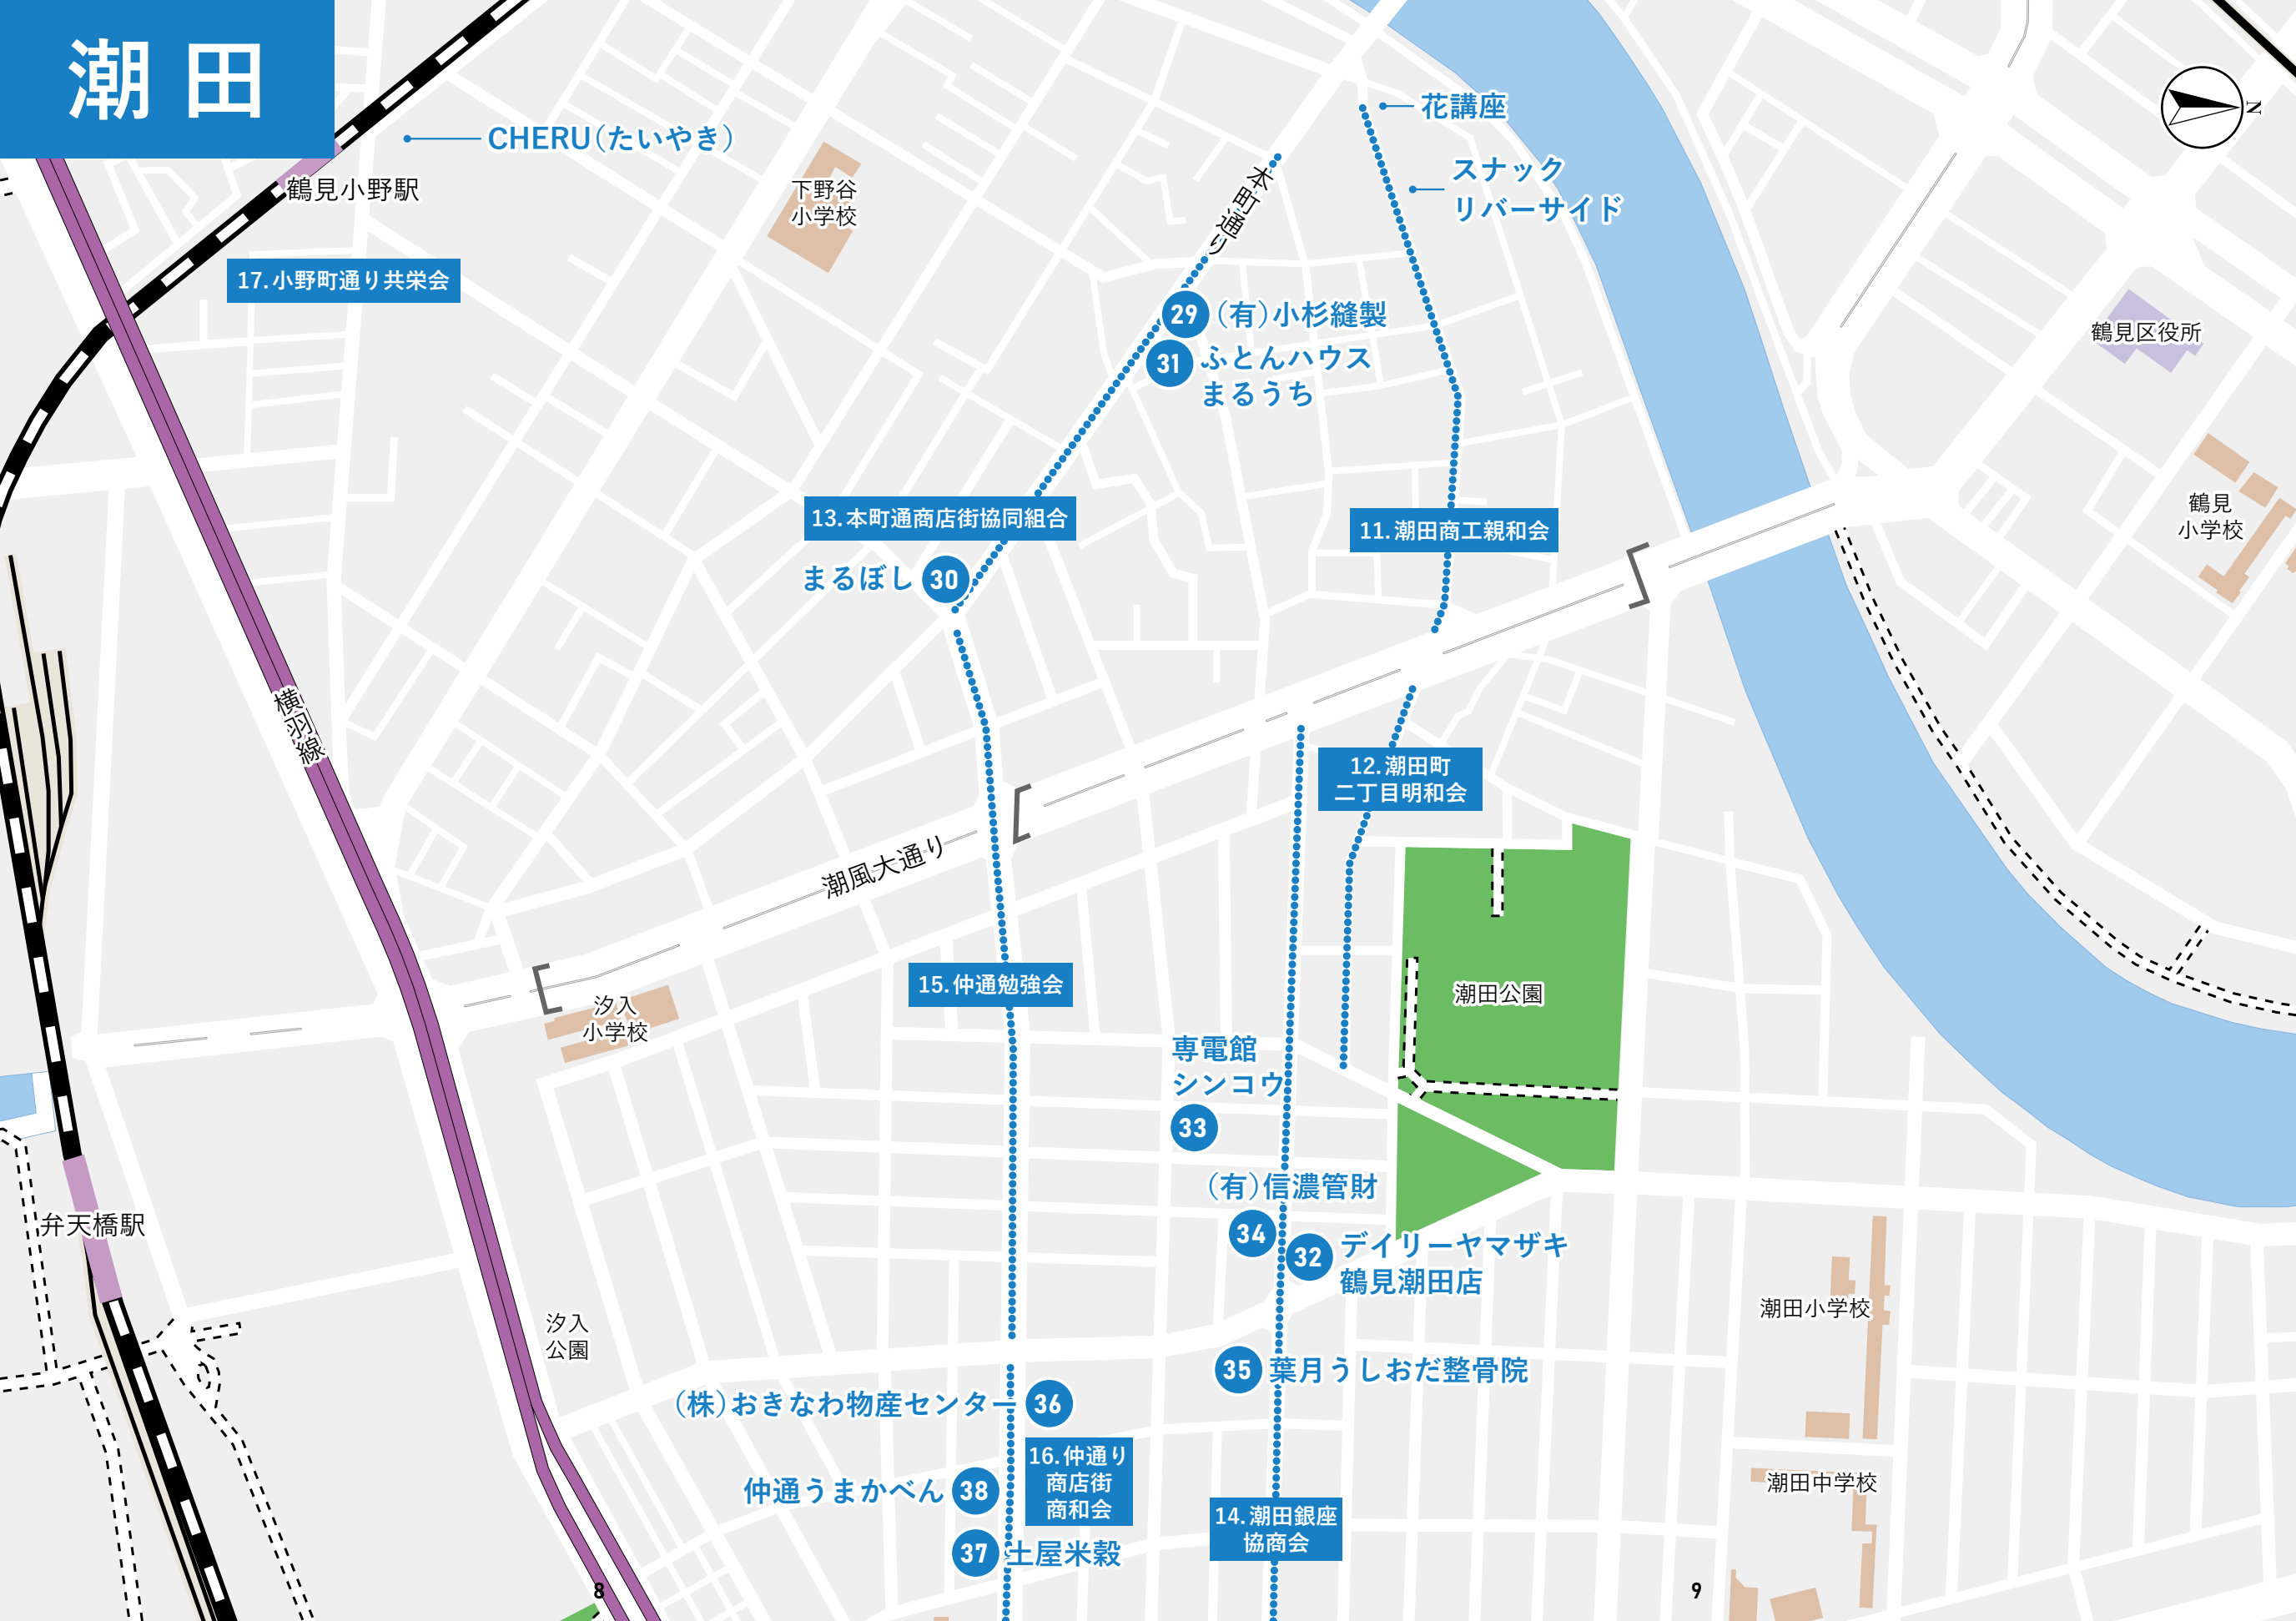 潮田
N
CHERU(たいやき)
鶴見小野駅
17.小野町通り共栄会
下野谷
小学校
本町通り
花講座
スナック
リバーサイド
29 (有)小杉縫製
31 ふとんハウス
まるうち
鶴見区役所
鶴見
小学校
13.本町通商店街協同組合
まるぼし 30
11.潮田商工親和会
横羽線
12.潮田町
二丁目明和会
潮風大通り
15.仲通勉強会
汐入
小学校
潮田公園
専電館
シンコウ
33
(有)信濃管財
34
32 デイリーヤマザキ
鶴見潮田店
弁天橋駅
汐入
公園
潮田小学校
35 葉月うしおだ整骨院
(株)おきなわ物産センター 36
16.仲通り
商店街
商和会
仲通うまかべん 38
潮田中学校
14.潮田銀座
協商会
37 土屋米穀
8
9